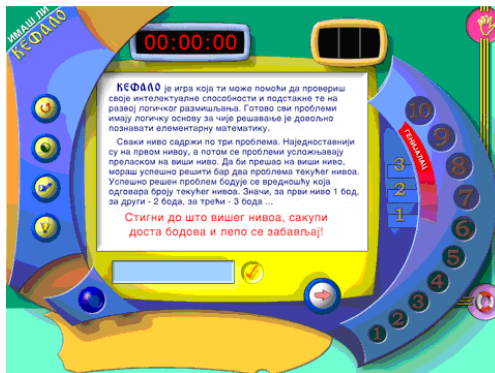 ИМАШ ЛИ
КЕФАЛО
00:00:00
КЕФАЛО је игра која ти може помоћи да провериш
своје интелектуалне способности и подстакне те на
развој логичког размишљања. Готово сви проблеми
имају логичку основу за чије решавање је довољно
познавати елементарну математику.
Сваки ниво садржи по три проблема. Наједноставнији
су на првом нивоу, а потом се проблеми усложњавају
преласком на виши ниво. Да би прешао на виши ниво,
мораш успешно решити бар два проблема текућег нивоа.
Успешно решен проблем бодује се вредношћу која
одговара броју текућег нивоа. Значи, за први ниво 1 бод,
за други - 2 бода, за трећи - 3 бода ...
Стигни до што вишег нивоа, сакупи
доста бодова и лепо се забављај!
ГЕНИЈАЛАЦ
3
2
1
10
9
8
7
6
5
4
3
2
1
V